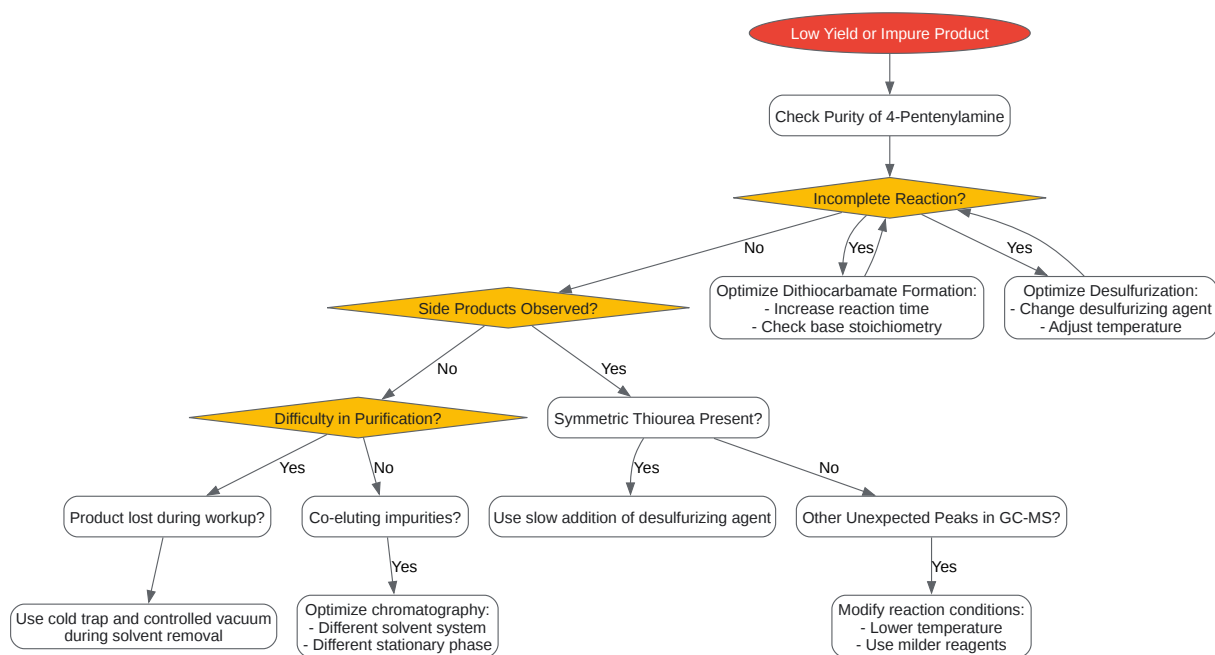 Low Yield or Impure Product
Check Purity of 4-Pentenylamine
Incomplete Reaction?
No
Yes
Yes
Optimize Dithiocarbamate Formation:
- Increase reaction time
- Check base stoichiometry
Optimize Desulfurization:
- Change desulfurizing agent
- Adjust temperature
Side Products Observed?
No
Yes
Difficulty in Purification?
Symmetric Thiourea Present?
Yes
No
Yes
No
Product lost during workup?
Co-eluting impurities?
Use slow addition of desulfurizing agent
Other Unexpected Peaks in GC-MS?
Yes
Yes
Use cold trap and controlled vacuum
during solvent removal
Optimize chromatography:
- Different solvent system
- Different stationary phase
Modify reaction conditions:
- Lower temperature
- Use milder reagents